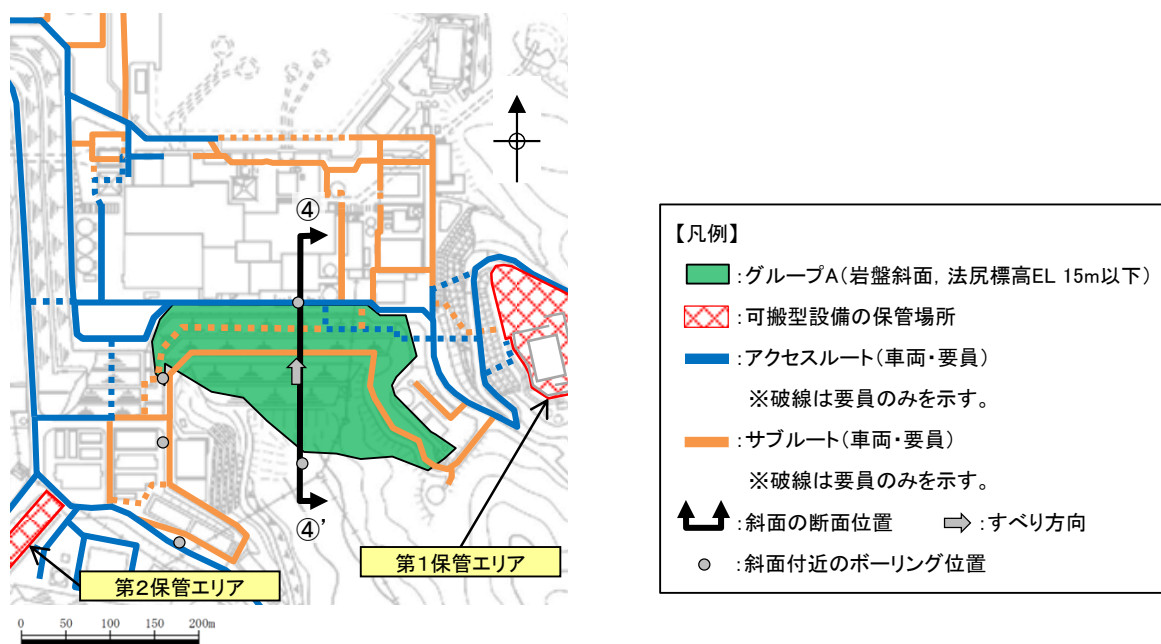 ④
④’
第1保管エリア
第2保管エリア
0 50 100 150 200m
【凡例】
:グループA(岩盤斜面, 法尻標高EL 15m以下)
:可搬型設備の保管場所
:アクセスルート(車両・要員)
※破線は要員のみを示す。
:サブルート(車両・要員)
※破線は要員のみを示す。
:斜面の断面位置 :すべり方向
:斜面付近のボーリング位置